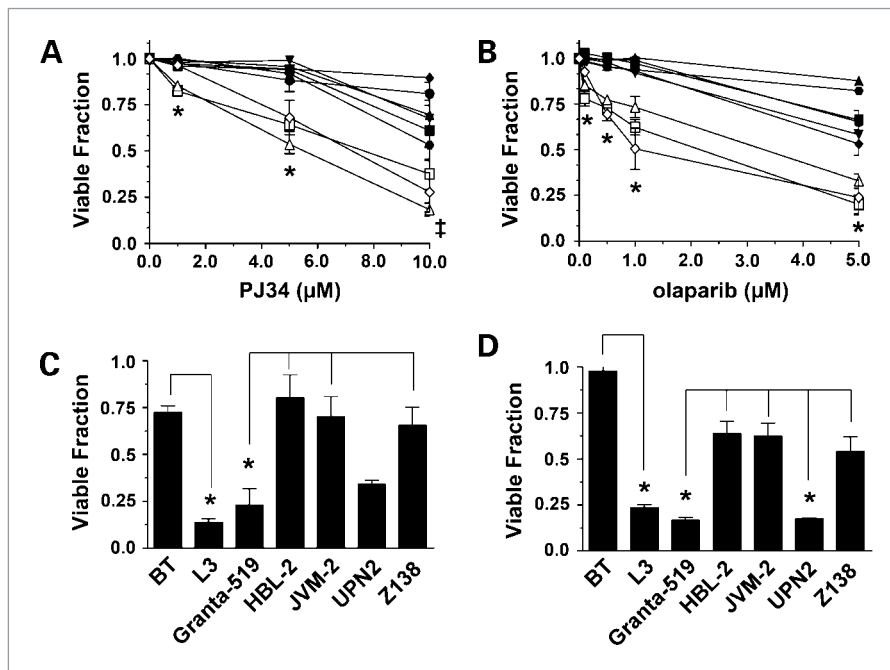 A
Viable Fraction
1.0
0.75
0.5
0.25
0.0
*
*
‡
0.0 2.0 4.0 6.0 8.0 10.0
PJ34 (µM)
B
Viable Fraction
1.0
0.75
0.5
0.25
0.0
*
*
*
*
0.0 1.0 2.0 3.0 4.0 5.0
olaparib (µM)
C
Viable Fraction
1.0
0.75
0.5
0.25
0.0
*
*
BT L3 Granta-519 HBL-2 JVM-2 UPN2 Z138
D
Viable Fraction
1.0
0.75
0.5
0.25
0.0
*
*
*
BT L3 Granta-519 HBL-2 JVM-2 UPN2 Z138